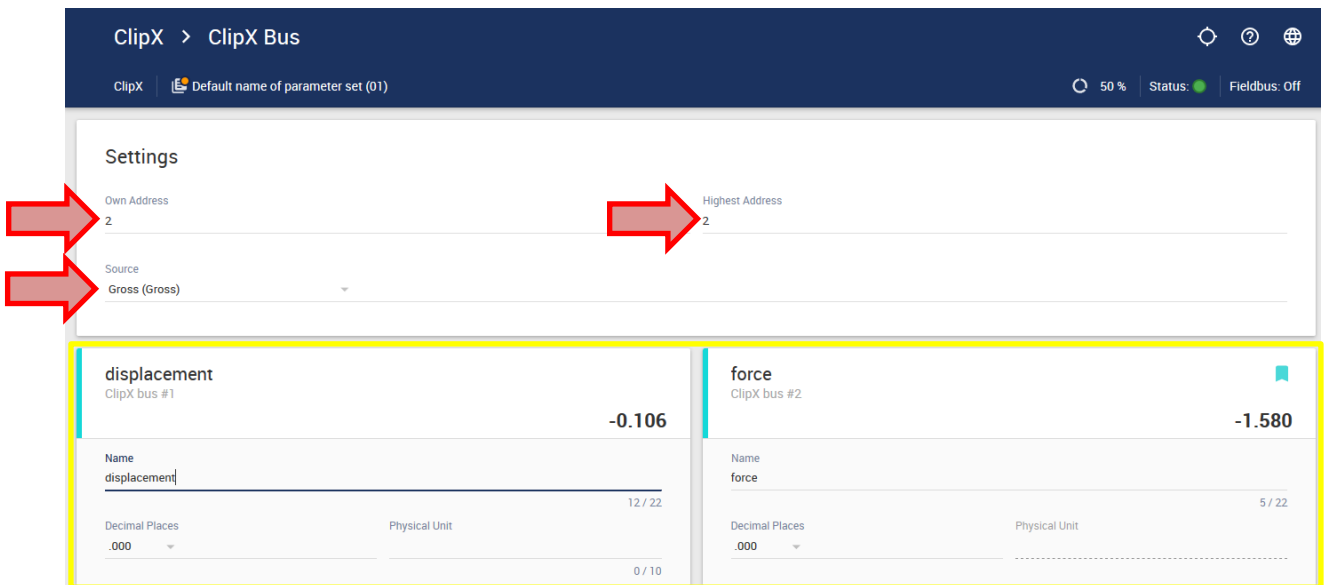 ClipX > ClipX Bus
ClipX Default name of parameter set (01) 50 % Status: Fieldbus: Off
Settings
Own Address Highest Address
2 2
Source
Gross (Gross)
displacement force
ClipX bus #1 ClipX bus #2
-0.106 -1.580
Name Name
displacement force
12 / 22 5 / 22
Decimal Places Physical Unit Decimal Places Physical Unit
.000 .000
0 / 10